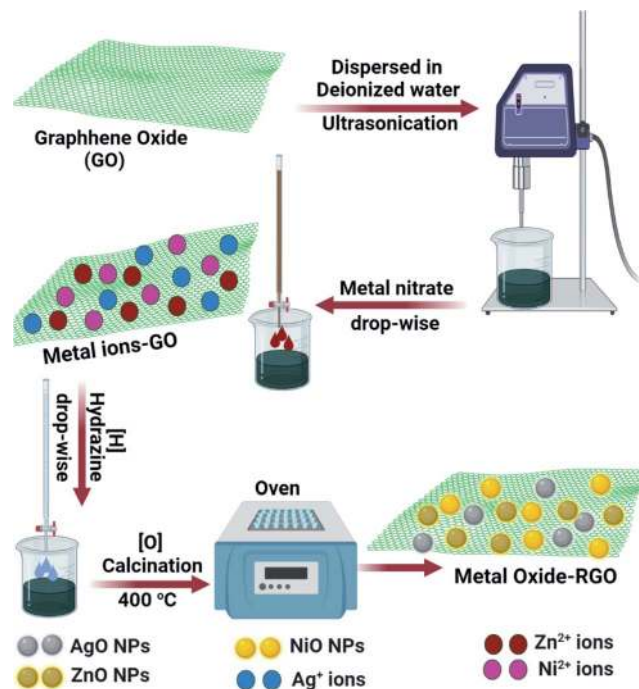 Graphhene Oxide
(GO)
Dispersed in
Deionized water
Ultrasonication
Metal nitrate
drop-wise
Metal ions-GO
[H]
Hydrazine
drop-wise
[O]
Calcination
400 ºC
Oven
Metal Oxide-RGO
AgO NPs
ZnO NPs
NiO NPs
Ag⁺ ions
Zn²⁺ ions
Ni²⁺ ions